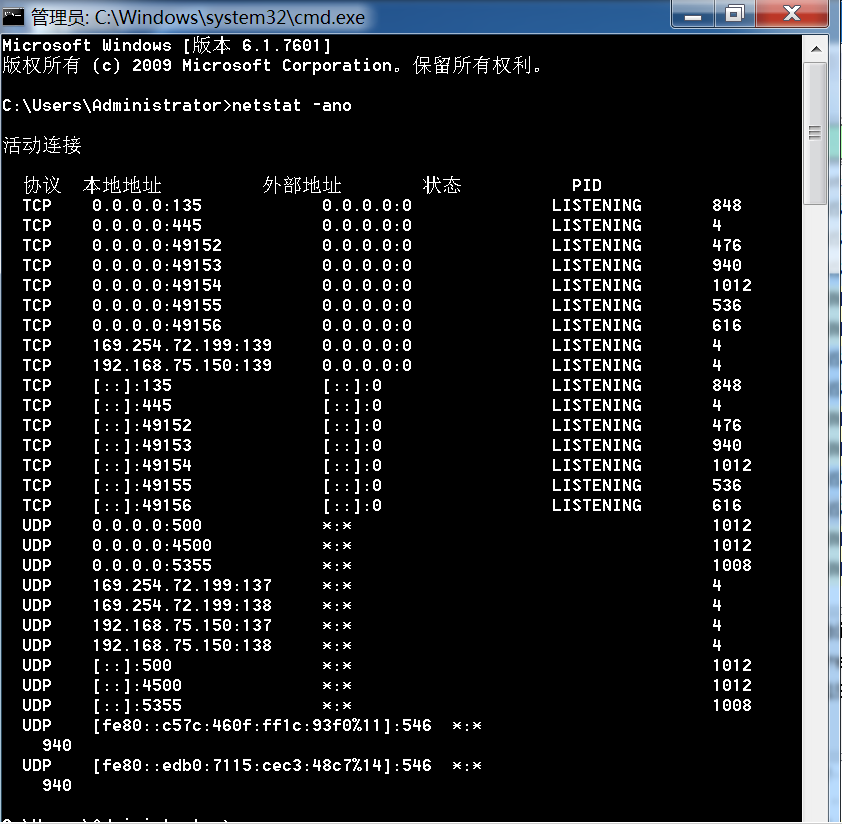 管理员: C:\Windows\system32\cmd.exe
Microsoft Windows [版本 6.1.7601]
版权所有 (c) 2009 Microsoft Corporation。保留所有权利。
C:\Users\Administrator>netstat -ano
活动连接
协议 本地地址 外部地址 状态 PID
TCP 0.0.0.0:135 0.0.0.0:0 LISTENING 848
TCP 0.0.0.0:445 0.0.0.0:0 LISTENING 4
TCP 0.0.0.0:49152 0.0.0.0:0 LISTENING 476
TCP 0.0.0.0:49153 0.0.0.0:0 LISTENING 940
TCP 0.0.0.0:49154 0.0.0.0:0 LISTENING 1012
TCP 0.0.0.0:49155 0.0.0.0:0 LISTENING 536
TCP 0.0.0.0:49156 0.0.0.0:0 LISTENING 616
TCP 169.254.72.199:139 0.0.0.0:0 LISTENING 4
TCP 192.168.75.150:139 0.0.0.0:0 LISTENING 4
TCP [::]:135 [::]:0 LISTENING 848
TCP [::]:445 [::]:0 LISTENING 4
TCP [::]:49152 [::]:0 LISTENING 476
TCP [::]:49153 [::]:0 LISTENING 940
TCP [::]:49154 [::]:0 LISTENING 1012
TCP [::]:49155 [::]:0 LISTENING 536
TCP [::]:49156 [::]:0 LISTENING 616
UDP 0.0.0.0:500 *:* 1012
UDP 0.0.0.0:4500 *:* 1012
UDP 0.0.0.0:5355 *:* 1008
UDP 169.254.72.199:137 *:* 4
UDP 169.254.72.199:138 *:* 4
UDP 192.168.75.150:137 *:* 4
UDP 192.168.75.150:138 *:* 4
UDP [::]:500 *:* 1012
UDP [::]:4500 *:* 1012
UDP [::]:5355 *:* 1008
UDP [fe80::c57c:460f:ff1c:93f0%11]:546 *:*
940
UDP [fe80::edb0:7115:cec3:48c7%14]:546 *:*
940